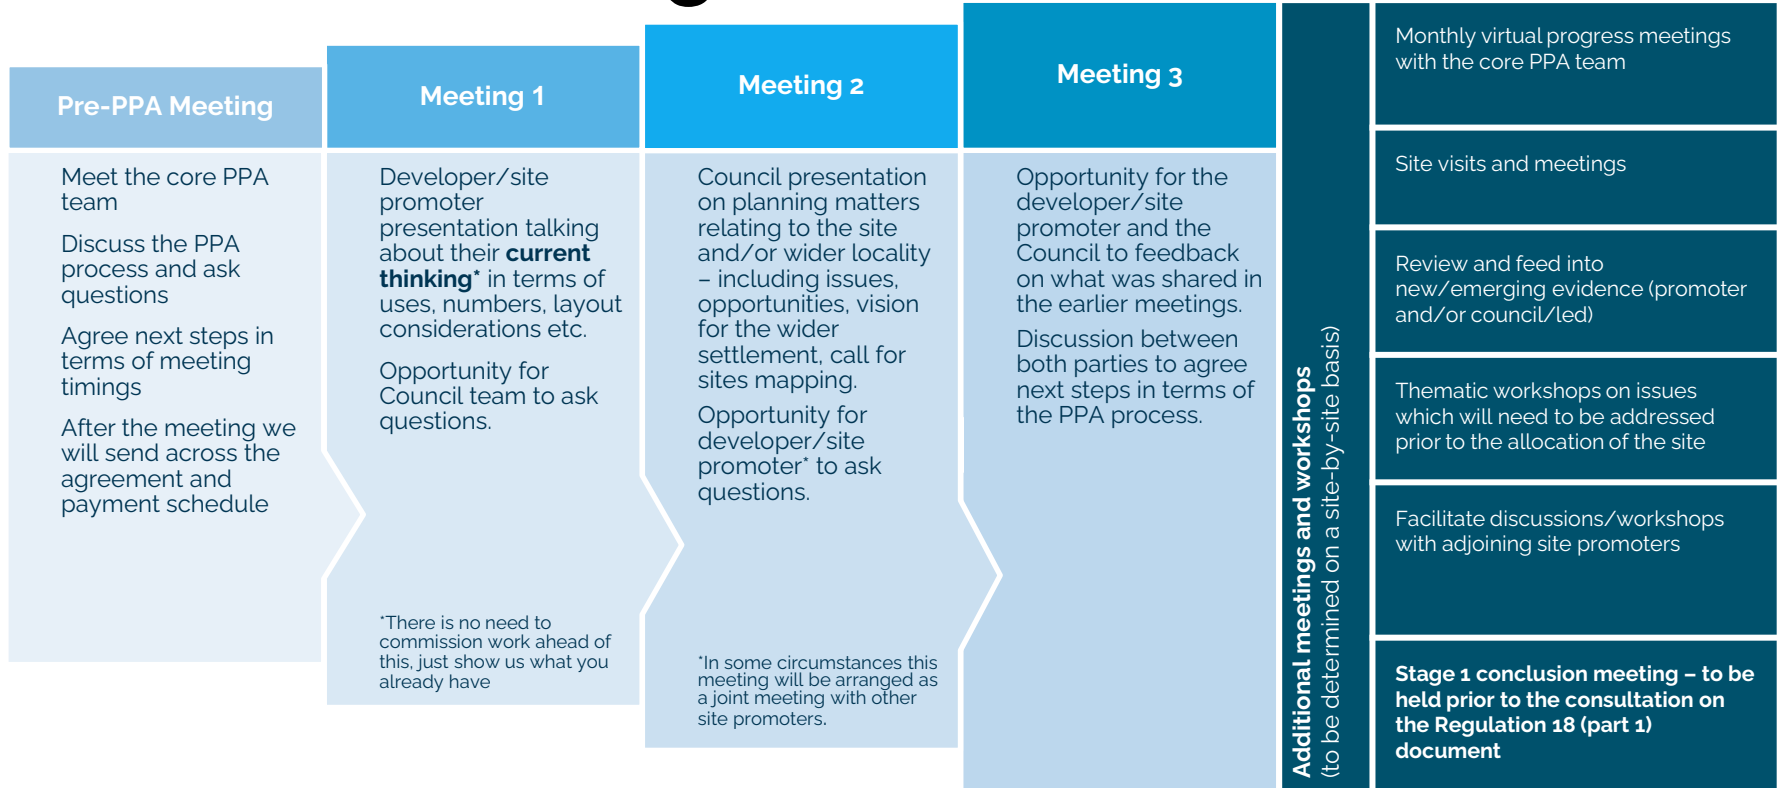 Pre-PPA Meeting
Meet the core PPA
team
Discuss the PPA
process and ask
questions
Agree next steps in
terms of meeting
timings
After the meeting we
will send across the
agreement and
payment schedule
Meeting 1
Developer/site
promoter
presentation talking
about their current
thinking* in terms of
uses, numbers, layout
considerations etc.
Opportunity for
Council team to ask
questions.
*There is no need to
commission work ahead of
this, just show us what you
already have
Meeting 2
Council presentation
on planning matters
relating to the site
and/or wider locality
– including issues,
opportunities, vision
for the wider
settlement, call for
sites mapping.
Opportunity for
developer/site
promoter* to ask
questions.
*In some circumstances this
meeting will be arranged as
a joint meeting with other
site promoters.
Meeting 3
Opportunity for the
developer/site
promoter and the
Council to feedback
on what was shared in
the earlier meetings.
Discussion between
both parties to agree
next steps in terms of
the PPA process.
Additional meetings and workshops
(to be determined on a site-by-site basis)
Monthly virtual progress meetings
with the core PPA team
Site visits and meetings
Review and feed into
new/emerging evidence (promoter
and/or council/led)
Thematic workshops on issues
which will need to be addressed
prior to the allocation of the site
Facilitate discussions/workshops
with adjoining site promoters
Stage 1 conclusion meeting – to be
held prior to the consultation on
the Regulation 18 (part 1)
document